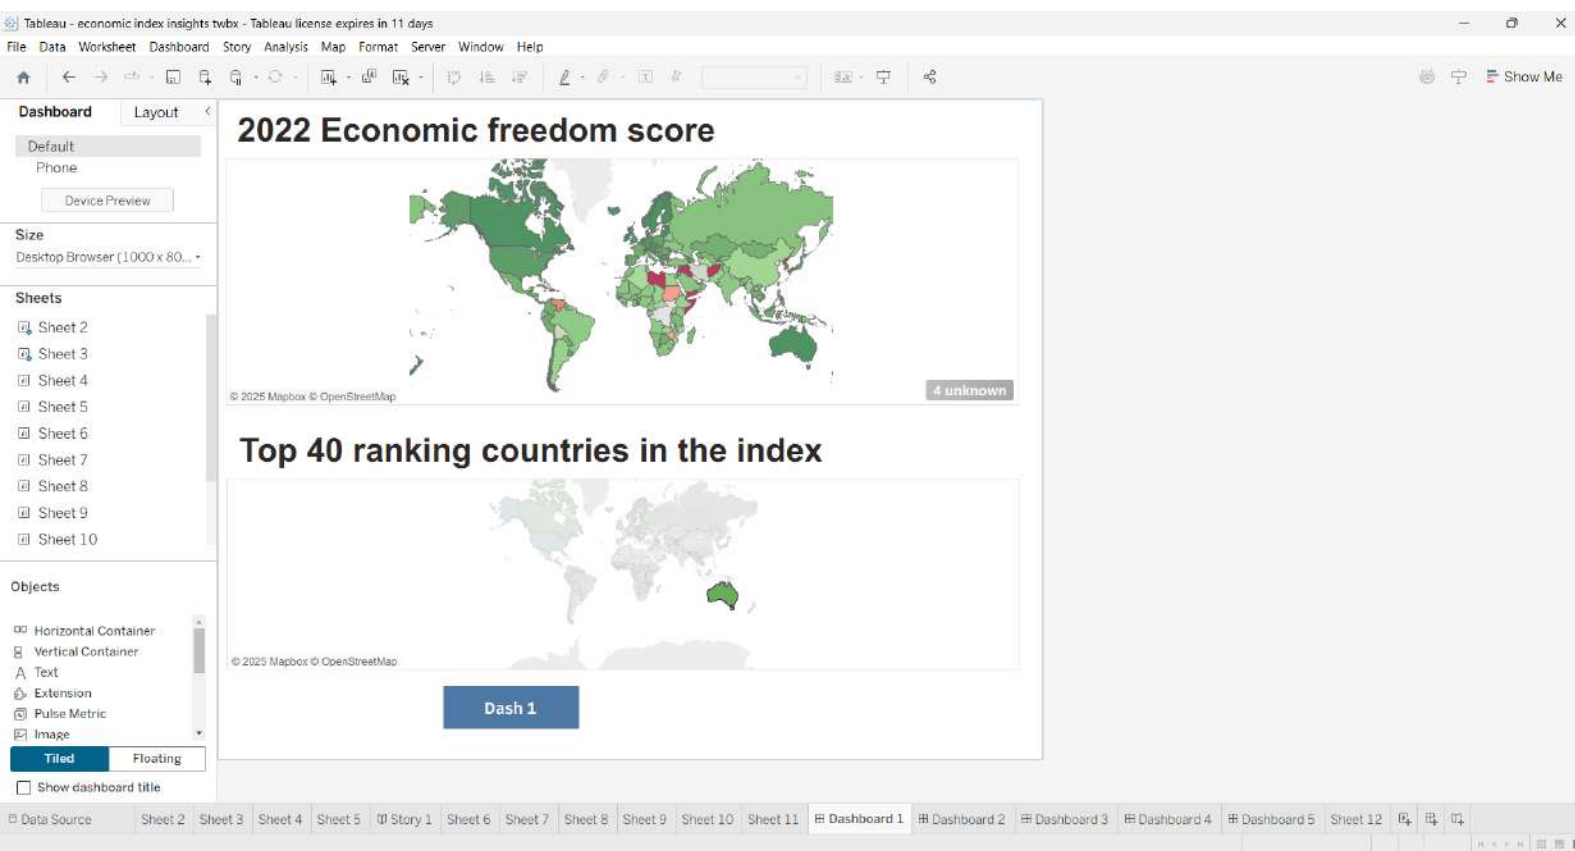 Tableau - economic index insights twbx - Tableau license expires in 11 days
File Data Worksheet Dashboard Story Analysis Map Format Server Window Help
Show Me
Dashboard Layout
Default
Phone
Device Preview
Size
Desktop Browser (1000 x 80...
Sheets
Sheet 2
Sheet 3
Sheet 4
Sheet 5
Sheet 6
Sheet 7
Sheet 8
Sheet 9
Sheet 10
Objects
Horizontal Container
Vertical Container
A Text
Extension
Pulse Metric
Image
Tiled Floating
Show dashboard title
2022 Economic freedom score
© 2025 Mapbox © OpenStreetMap
4 unknown
Top 40 ranking countries in the index
© 2025 Mapbox © OpenStreetMap
Dash 1
Data Source Sheet 2 Sheet 3 Sheet 4 Sheet 5 Story 1 Sheet 6 Sheet 7 Sheet 8 Sheet 9 Sheet 10 Sheet 11 Dashboard 1 Dashboard 2 Dashboard 3 Dashboard 4 Dashboard 5 Sheet 12